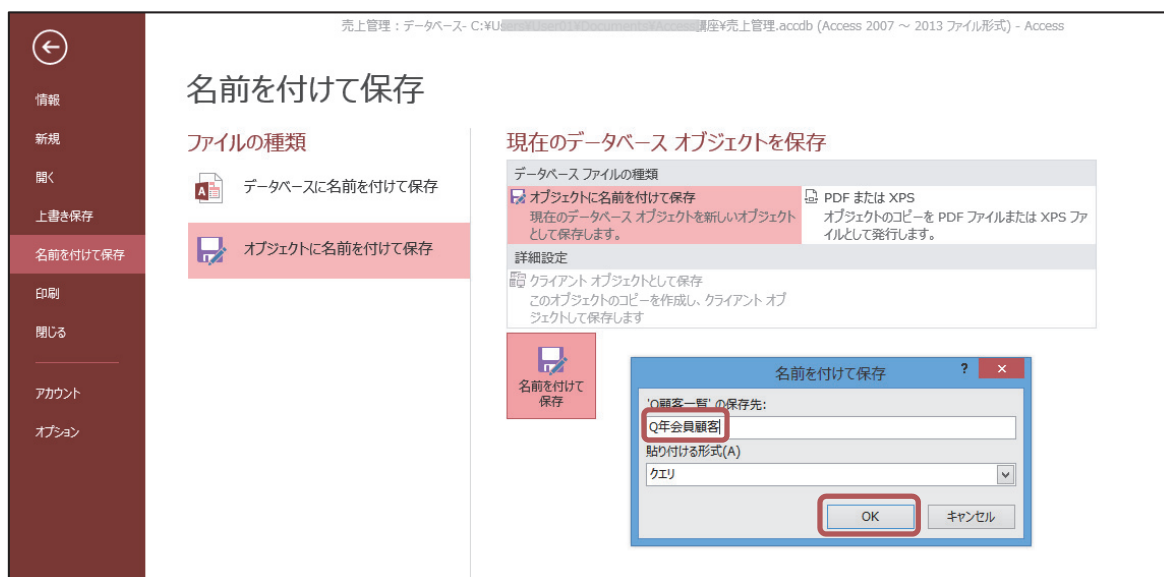 売上管理：データベース- C:¥Users¥User01¥Documents¥Access講座¥売上管理.accdb (Access 2007 ～ 2013 ファイル形式) - Access
情報
新規
開く
上書き保存
名前を付けて保存
印刷
閉じる
アカウント
オプション
名前を付けて保存
ファイルの種類
データベースに名前を付けて保存
オブジェクトに名前を付けて保存
現在のデータベース オブジェクトを保存
データベース ファイルの種類
オブジェクトに名前を付けて保存
現在のデータベース オブジェクトを新しいオブジェクト
として保存します。
PDF または XPS
オブジェクトのコピーを PDF ファイルまたは XPS ファ
イルとして発行します。
詳細設定
クライアント オブジェクトとして保存
このオブジェクトのコピーを作成し、クライアント オブ
ジェクトして保存します
名前を付けて
保存
名前を付けて保存
? ×
'Q顧客一覧' の保存先:
Q年会員顧客
貼り付ける形式(A)
クエリ
OK
キャンセル